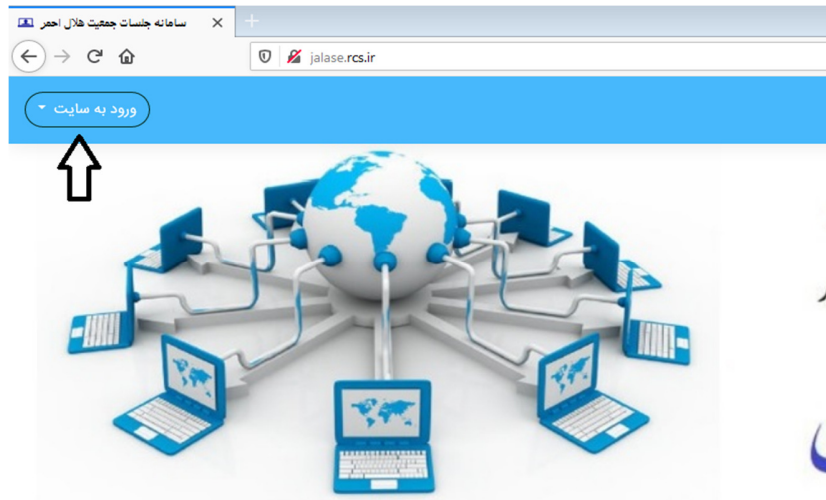 سامانه جلسات جمعیت هلال احمر
jalase.rcs.ir
ورود به سایت